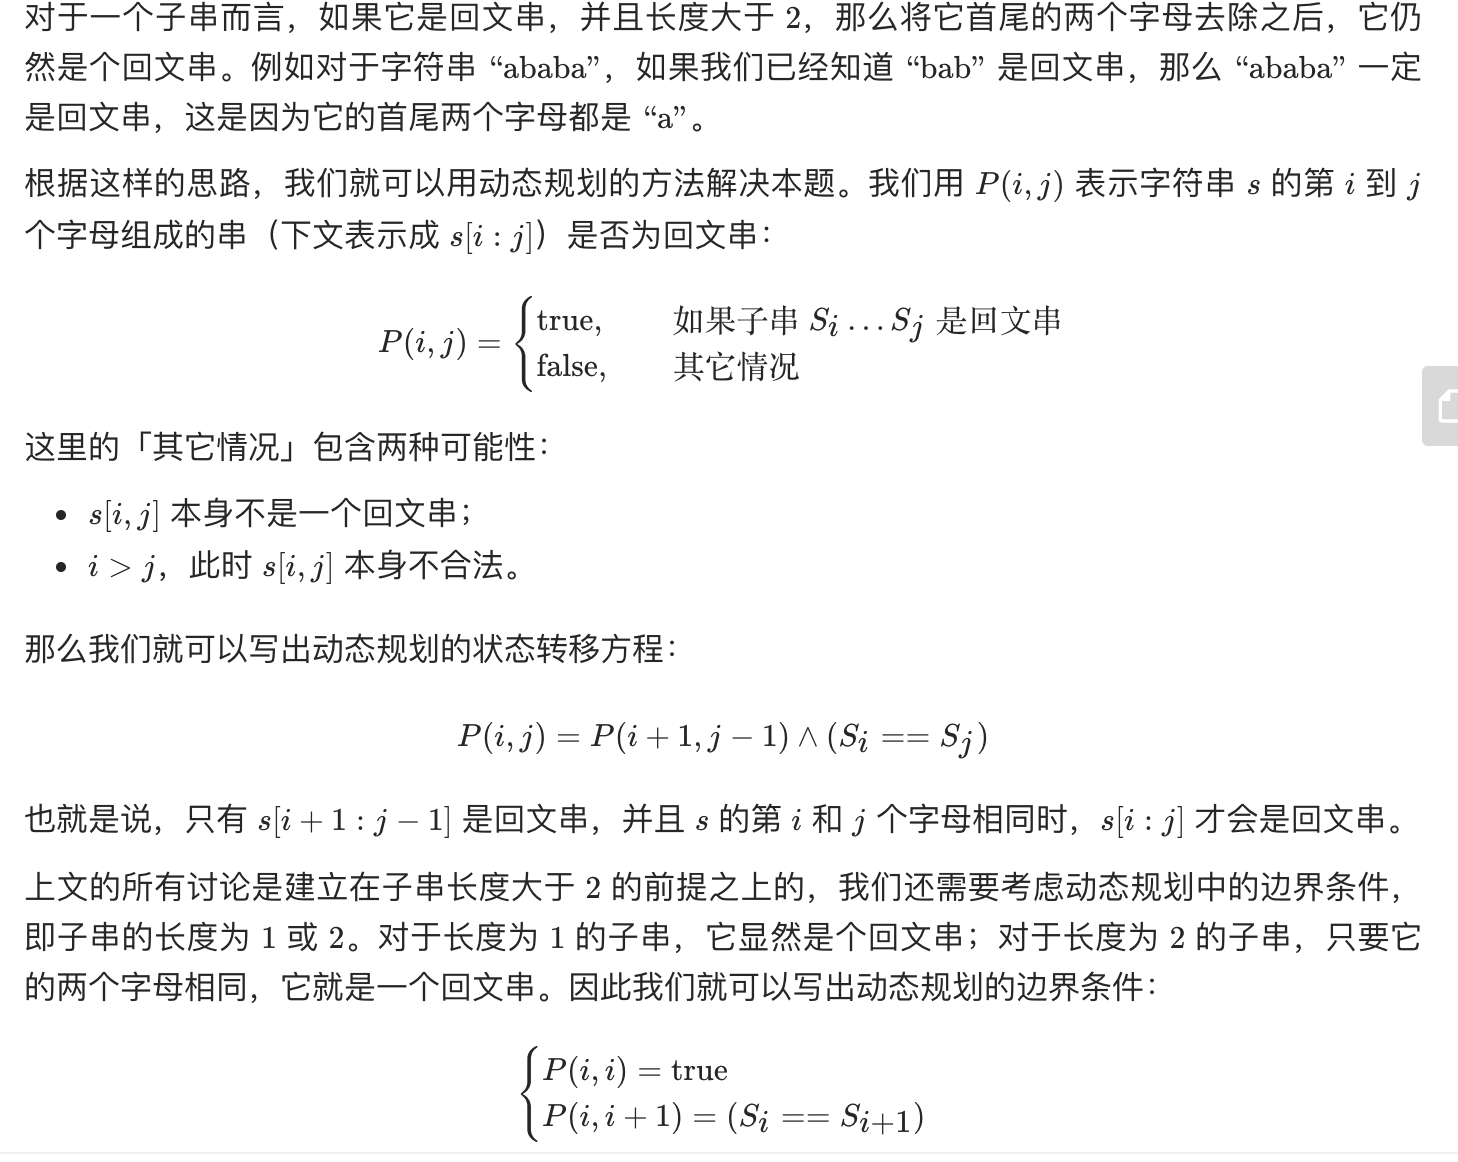 对于一个子串而言，如果它是回文串，并且长度大于 2，那么将它首尾的两个字母去除之后，它仍
然是个回文串。例如对于字符串 “ababa”，如果我们已经知道 “bab” 是回文串，那么 “ababa” 一定
是回文串，这是因为它的首尾两个字母都是 “a”。
根据这样的思路，我们就可以用动态规划的方法解决本题。我们用 P(i, j) 表示字符串 s 的第 i 到 j
个字母组成的串（下文表示成 s[i : j]）是否为回文串：
P(i, j) = { true, 如果子串 S_i … S_j 是回文串
false, 其它情况
这里的「其它情况」包含两种可能性：
• s[i, j] 本身不是一个回文串；
• i > j，此时 s[i, j] 本身不合法。
那么我们就可以写出动态规划的状态转移方程：
P(i, j) = P(i + 1, j − 1) ∧ (S_i == S_j)
也就是说，只有 s[i + 1 : j − 1] 是回文串，并且 s 的第 i 和 j 个字母相同时，s[i : j] 才会是回文串。
上文的所有讨论是建立在子串长度大于 2 的前提之上的，我们还需要考虑动态规划中的边界条件，
即子串的长度为 1 或 2。对于长度为 1 的子串，它显然是个回文串；对于长度为 2 的子串，只要它
的两个字母相同，它就是一个回文串。因此我们就可以写出动态规划的边界条件：
{ P(i, i) = true
P(i, i + 1) = (S_i == S_{i+1})